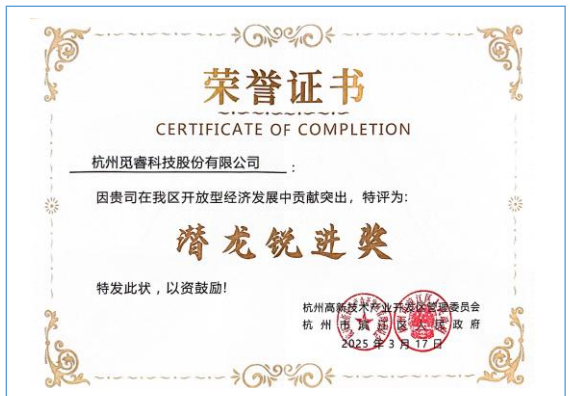 荣誉证书
CERTIFICATE OF COMPLETION
杭州觅睿科技股份有限公司：
因贵司在我区开放型经济发展中贡献突出，特评为:
潜龙锐进奖
特发此状，以资鼓励!
杭州高新技术产业开发区管理委员会
杭州市滨江区人民政府
2025年3月17日